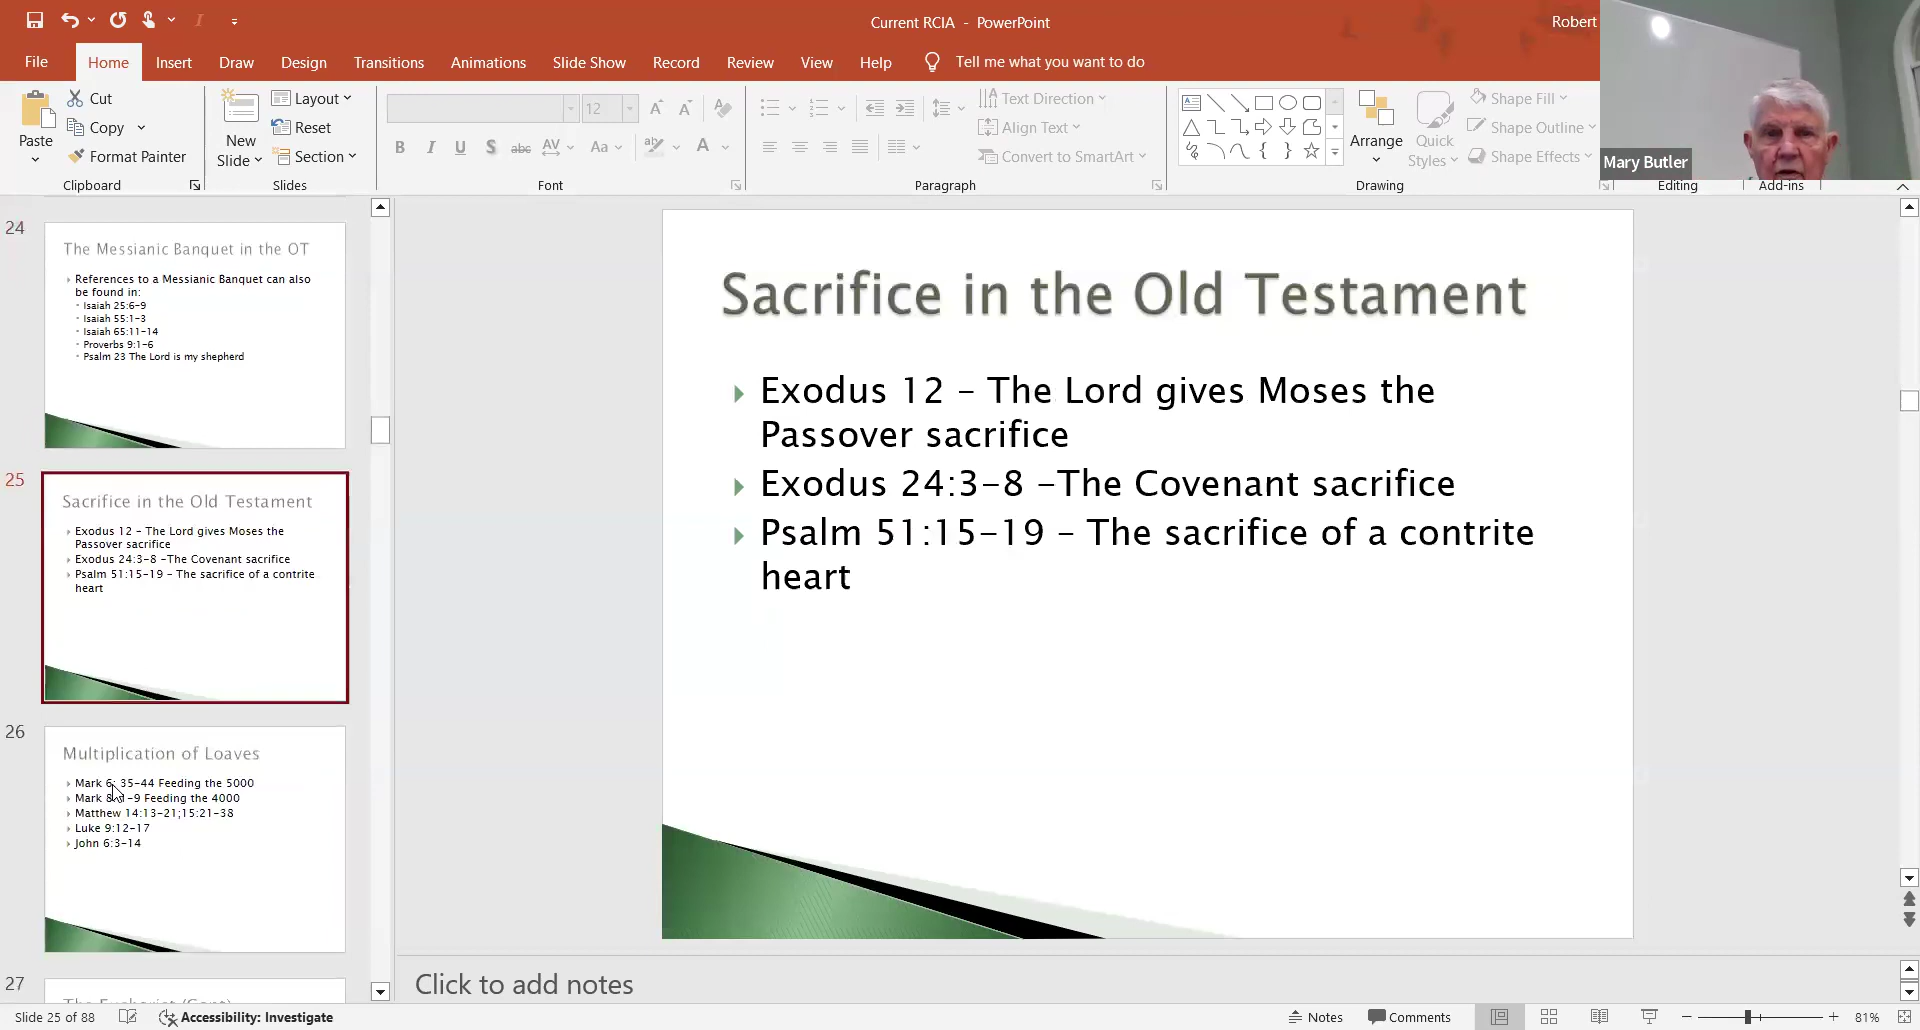 Current RCIA - PowerPoint
Robert
File Home Insert Draw Design Transitions Animations Slide Show Record Review View Help Tell me what you want to do
Paste
Cut
Copy
Format Painter
Clipboard
New Slide
Layout
Reset
Section
Slides
12
B I U S abc AV Aa A
Font
Text Direction
Align Text
Convert to SmartArt
Paragraph
Arrange
Quick Styles
Shape Fill
Shape Outline
Shape Effects
Drawing
Mary Butler
Editing
Add-ins
24
The Messianic Banquet in the OT
References to a Messianic Banquet can also
be found in:
Isaiah 25:6-9
Isaiah 55:1-3
Isaiah 65:11-14
Proverbs 9:1-6
Psalm 23 The Lord is my shepherd
25
Sacrifice in the Old Testament
Exodus 12 – The Lord gives Moses the
Passover sacrifice
Exodus 24:3-8 –The Covenant sacrifice
Psalm 51:15-19 – The sacrifice of a contrite
heart
26
Multiplication of Loaves
Mark 6: 35-44 Feeding the 5000
Mark 8:1-9 Feeding the 4000
Matthew 14:13-21;15:21-38
Luke 9:12-17
John 6:3-14
27
Sacrifice in the Old Testament
Exodus 12 – The Lord gives Moses the
Passover sacrifice
Exodus 24:3-8 –The Covenant sacrifice
Psalm 51:15-19 – The sacrifice of a contrite
heart
Click to add notes
Slide 25 of 88
Accessibility: Investigate
Notes
Comments
81%